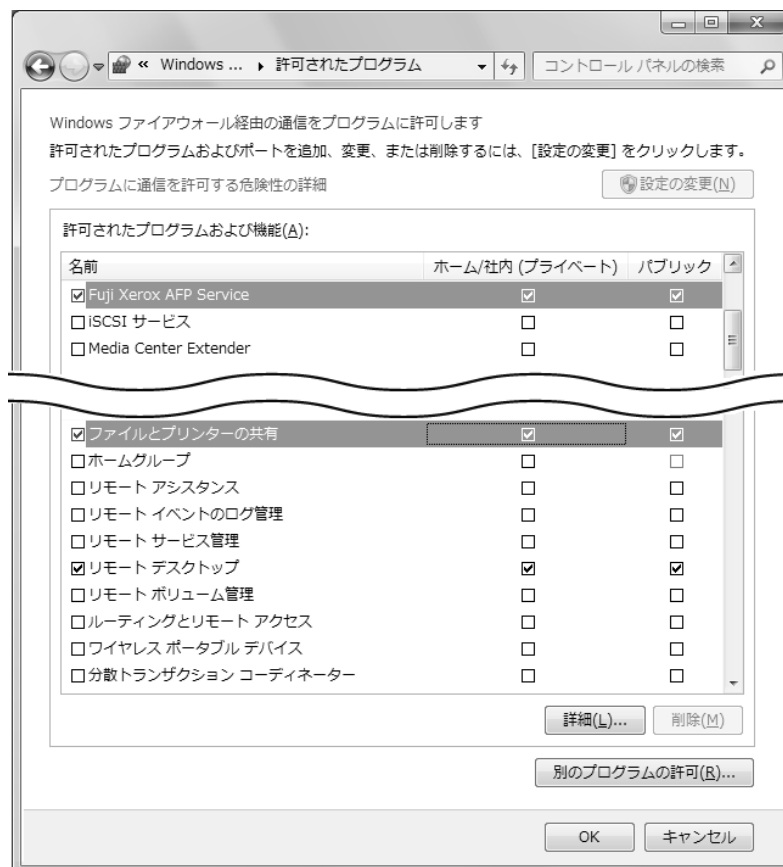 « Windows ... ▸ 許可されたプログラム
コントロール パネルの検索
Windows ファイアウォール経由の通信をプログラムに許可します
許可されたプログラムおよびポートを追加、変更、または削除するには、[設定の変更] をクリックします。
プログラムに通信を許可する危険性の詳細
設定の変更(N)
許可されたプログラムおよび機能(A):
名前 ホーム/社内 (プライベート) パブリック
Fuji Xerox AFP Service
iSCSI サービス
Media Center Extender
ファイルとプリンターの共有
ホームグループ
リモート アシスタンス
リモート イベントのログ管理
リモート サービス管理
リモート デスクトップ
リモート ボリューム管理
ルーティングとリモート アクセス
ワイヤレス ポータブル デバイス
分散トランザクション コーディネーター
詳細(L)... 削除(M)
別のプログラムの許可(R)...
OK キャンセル